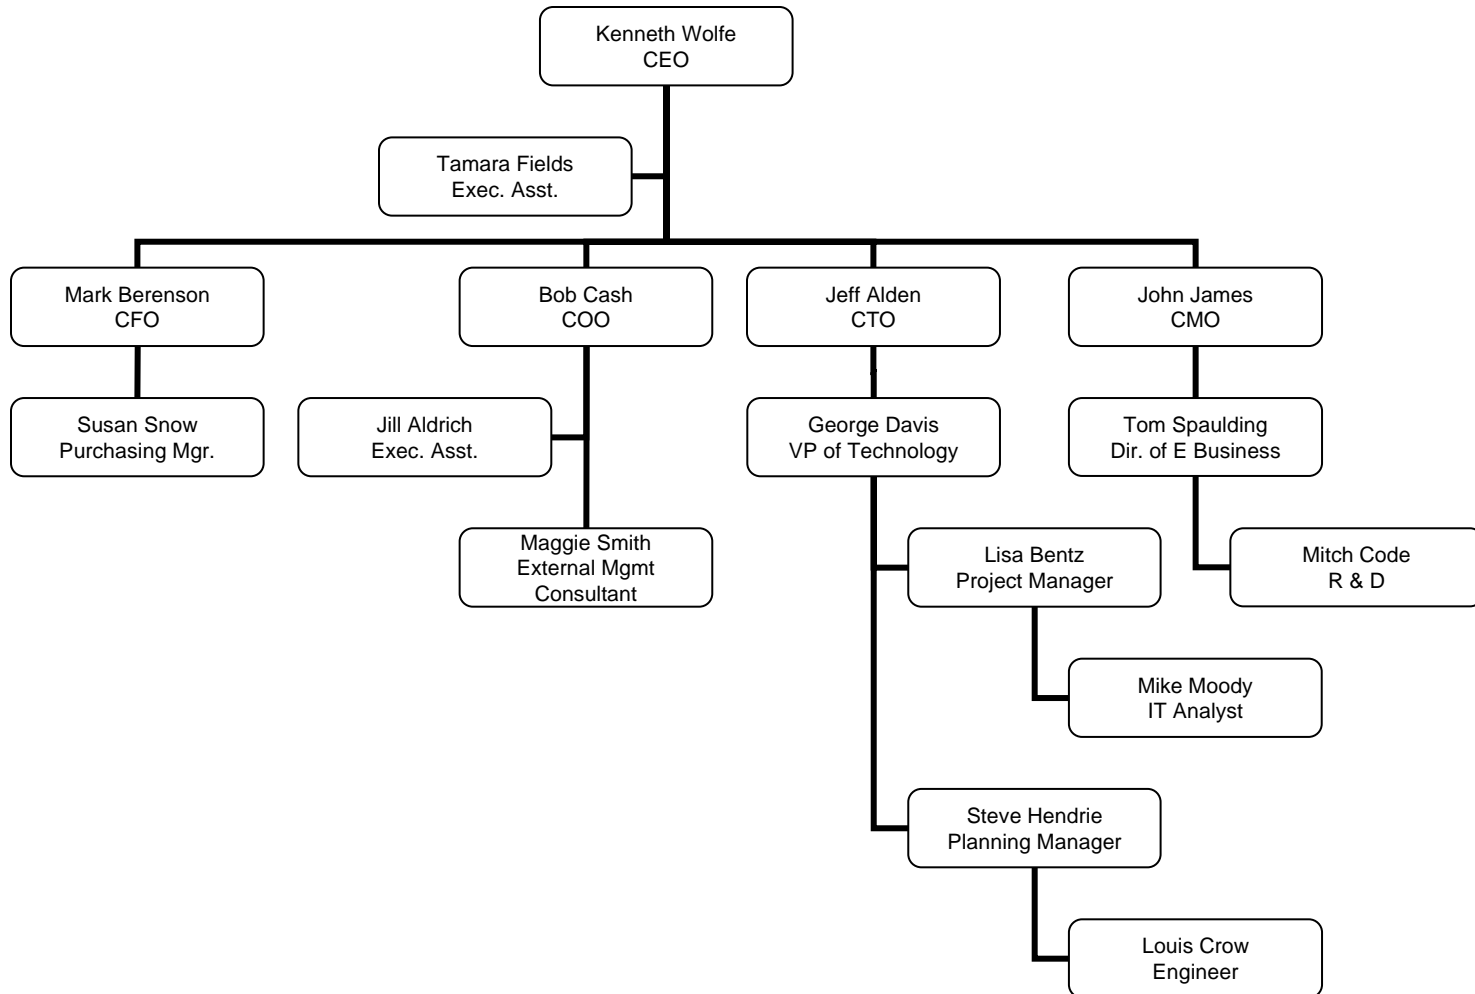 Kenneth Wolfe
CEO
Tamara Fields
Exec. Asst.
Mark Berenson
CFO
Bob Cash
COO
Jeff Alden
CTO
John James
CMO
Susan Snow
Purchasing Mgr.
Jill Aldrich
Exec. Asst.
George Davis
VP of Technology
Tom Spaulding
Dir. of E Business
Maggie Smith
External Mgmt
Consultant
Lisa Bentz
Project Manager
Mitch Code
R & D
Mike Moody
IT Analyst
Steve Hendrie
Planning Manager
Louis Crow
Engineer